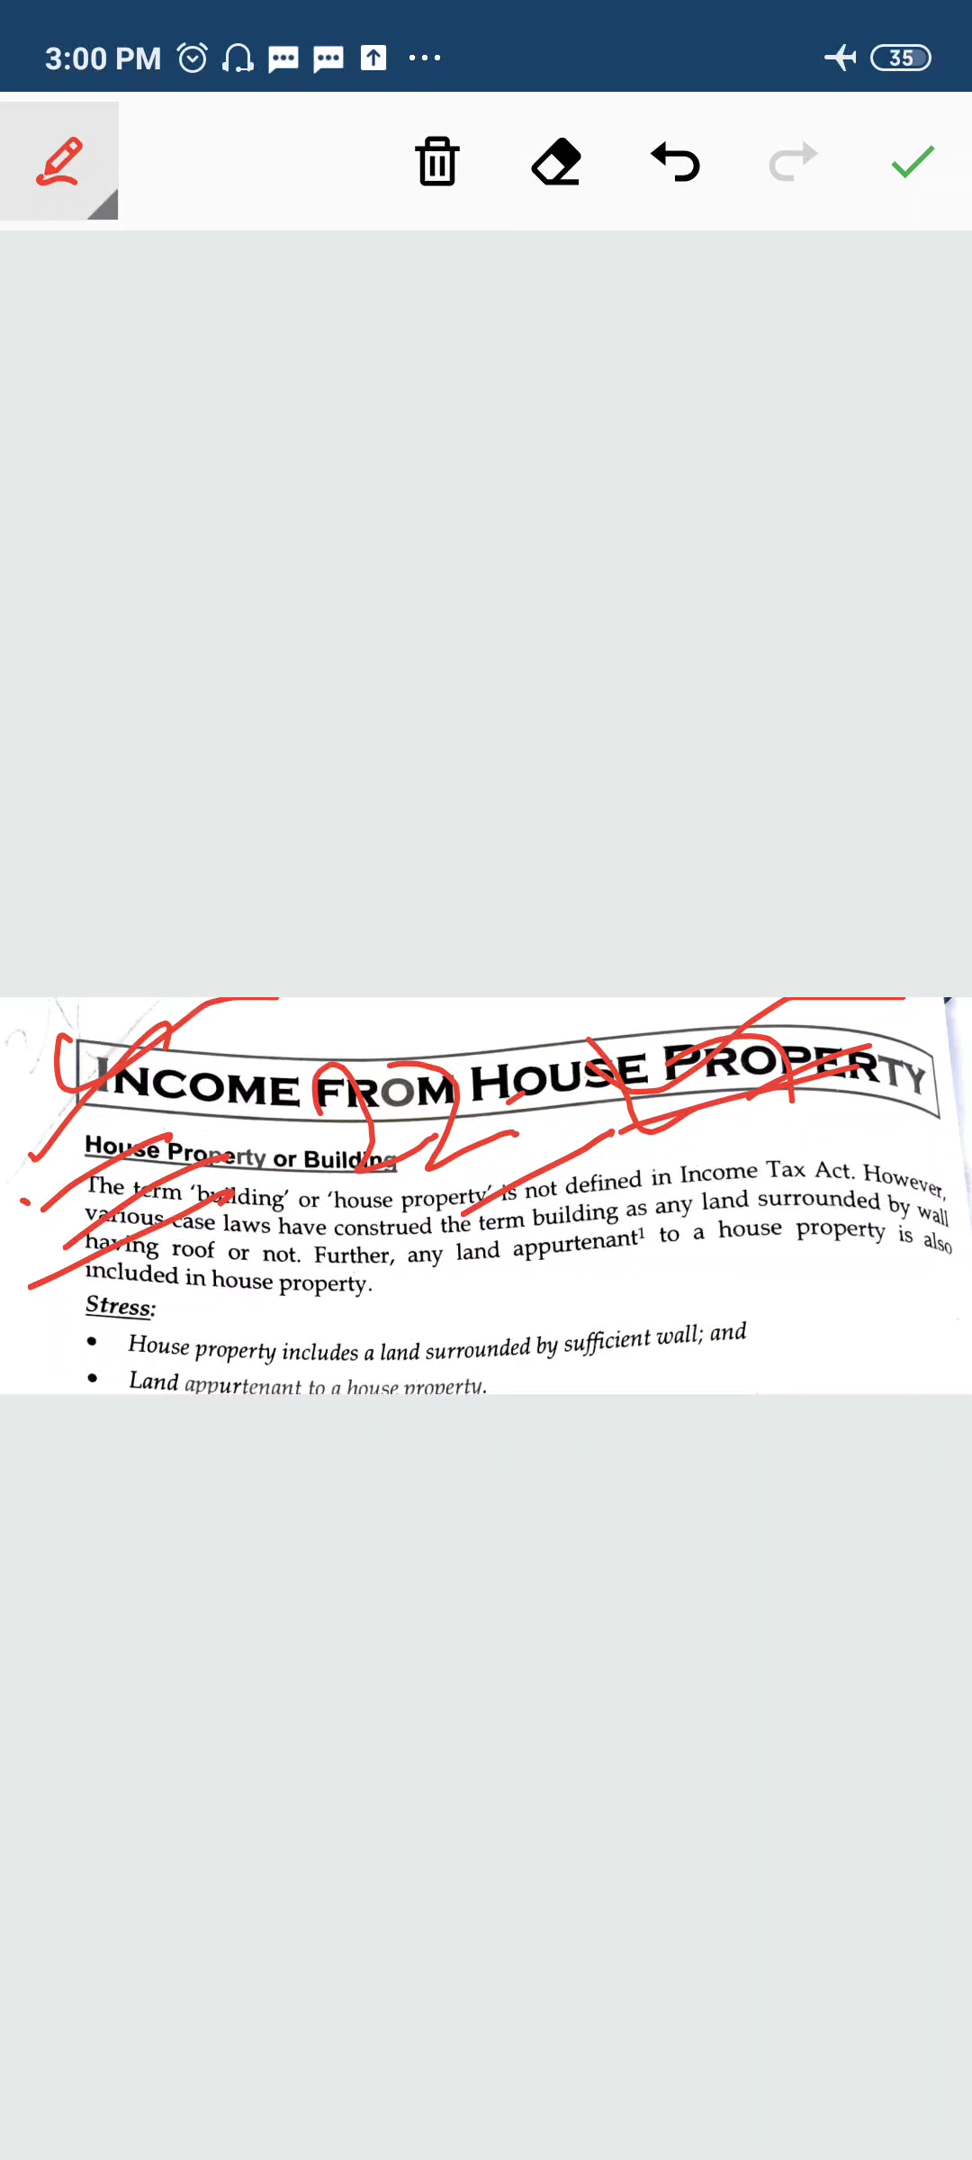 3:00 PM
35
INCOME FROM HOUSE PROPERTY
22
House Property or Building
The term 'building' or 'house property' is not defined in Income Tax Act. However,
various case laws have construed the term building as any land surrounded by wall
having roof or not. Further, any land appurtenant1 to a house property is also
included in house property.
Stress:
• House property includes a land surrounded by sufficient wall; and
• Land appurtenant to a house property.